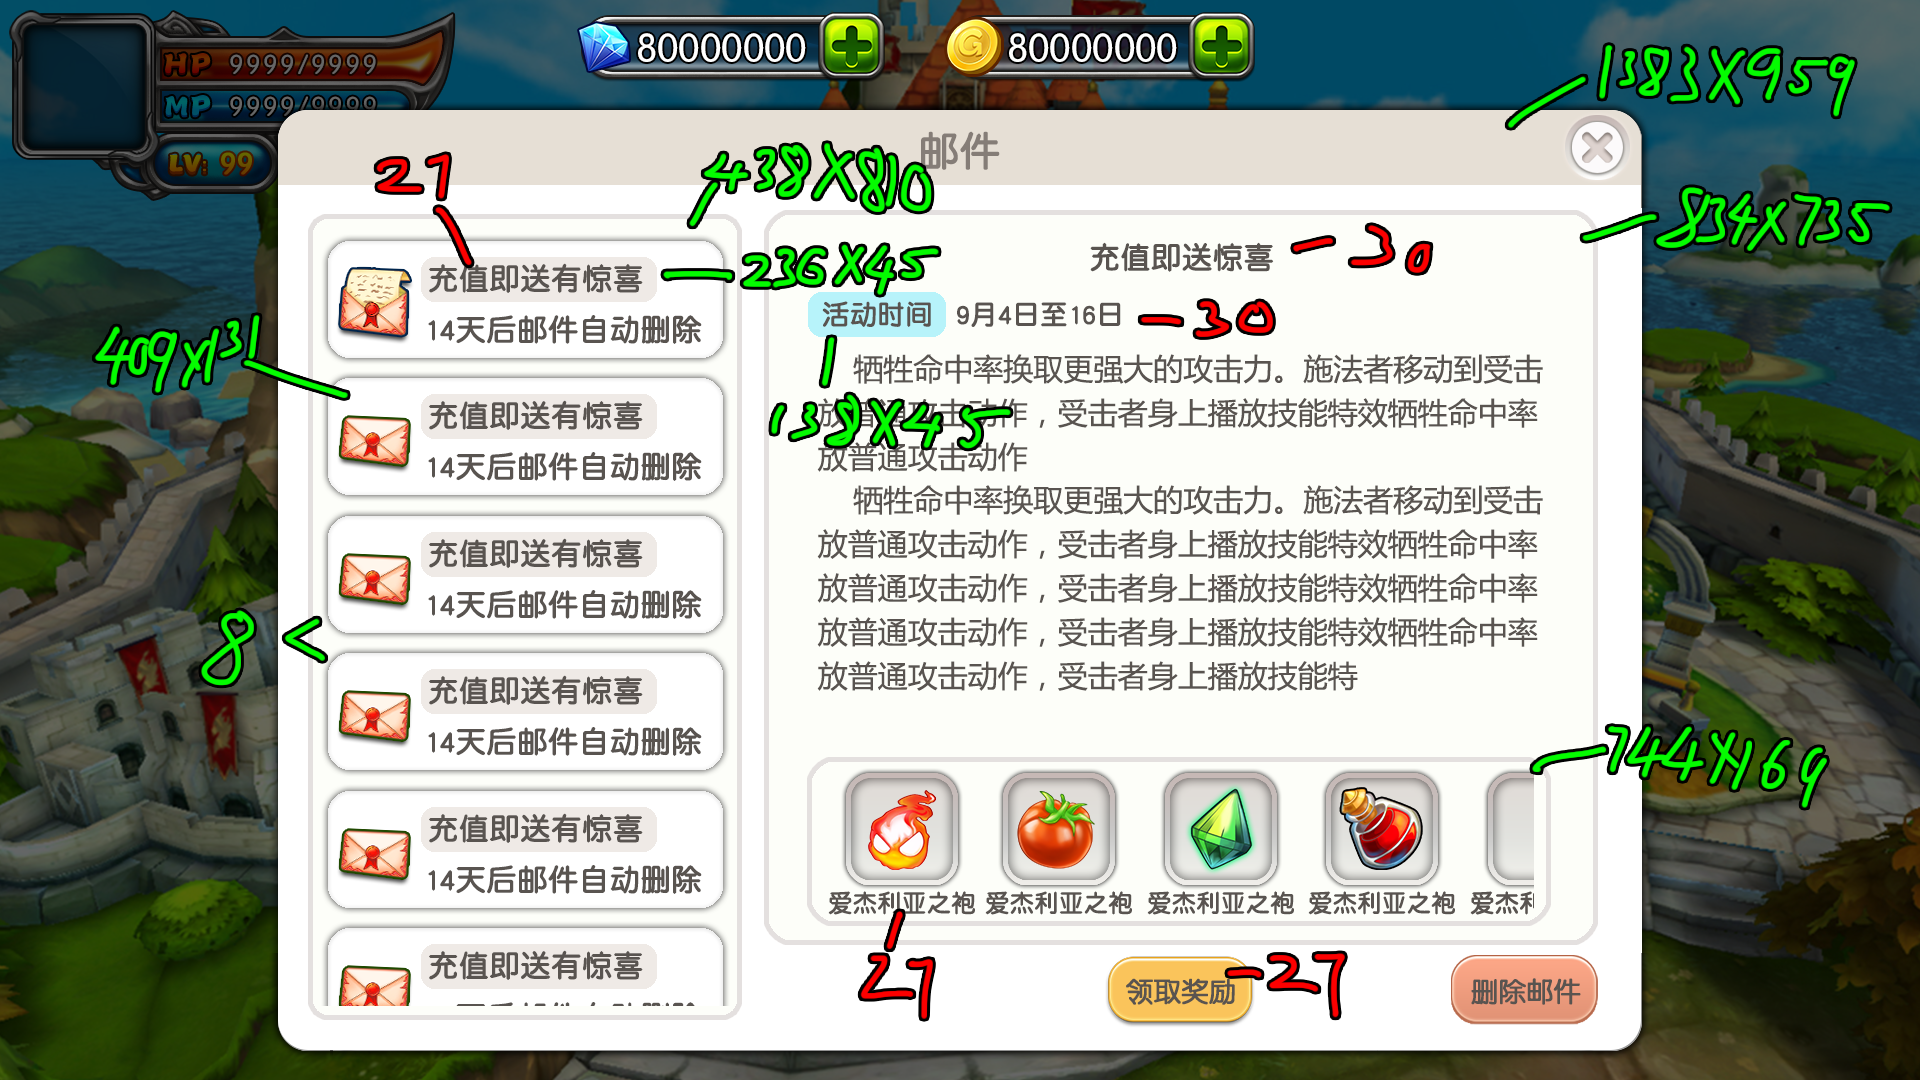 80000000
80000000
HP 9999/9999
MP 9999/9999
LV: 99
1383X959
邮件
27
438X810
834X735
充值即送有惊喜
236X45
14天后邮件自动删除
409X131
充值即送有惊喜
14天后邮件自动删除
充值即送有惊喜
14天后邮件自动删除
8
充值即送有惊喜
14天后邮件自动删除
充值即送有惊喜
14天后邮件自动删除
充值即送有惊喜
充值即送惊喜
30
活动时间 9月4日至16日
30
138X45
牺牲命中率换取更强大的攻击力。施法者移动到受击
放普通攻击动作，受击者身上播放技能特效牺牲命中率
放普通攻击动作
牺牲命中率换取更强大的攻击力。施法者移动到受击
放普通攻击动作，受击者身上播放技能特效牺牲命中率
放普通攻击动作，受击者身上播放技能特效牺牲命中率
放普通攻击动作，受击者身上播放技能特效牺牲命中率
放普通攻击动作，受击者身上播放技能特
744X169
爱杰利亚之袍 爱杰利亚之袍 爱杰利亚之袍 爱杰利亚之袍 爱杰利
27
领取奖励
27
删除邮件